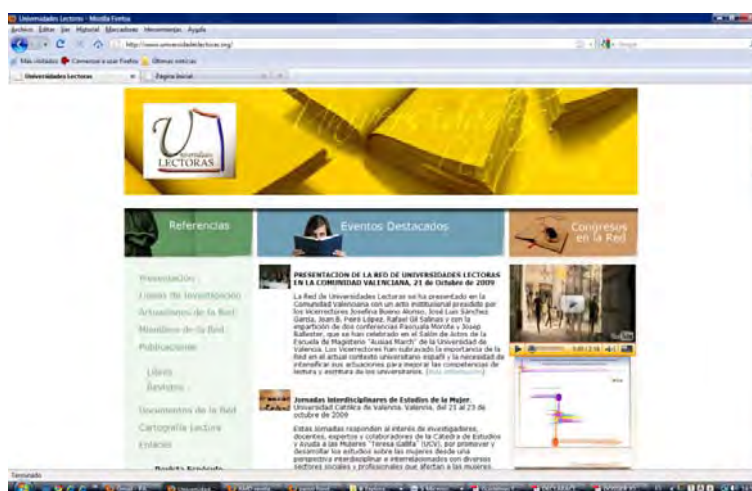 Universidades Lectoras - Mozilla Firefox
Archivo Editar Ver Historial Marcadores Herramientas Ayuda
http://www.universidadeslectoras.org/
Google
Más visitados Comenzar a usar Firefox Últimas noticias
Universidades Lectoras Página inicial
Universidades
LECTORAS
Referencias
Eventos Destacados
Congresos
en la Red
Presentación
Líneas de Investigación
Actuaciones de la Red
Miembros de la Red
Publicaciones
Libros
Revistas
Documentos de la Red
Cartografía Lectora
Enlaces
PRESENTACION DE LA RED DE UNIVERSIDADES LECTORAS
EN LA COMUNIDAD VALENCIANA, 21 de Octubre de 2009
La Red de Universidades Lectoras se ha presentado en la
Comunidad Valenciana con un acto institucional presidido por
los Vicerrectores Josefina Bueno Alonso, José Luis Sánchez
García, Joan B. Peiró López, Rafael Gil Salinas y con la
impartición de dos conferencias Pascuala Morote y Josep
Ballester, que se han celebrado en el Salón de Actos de la
Escuela de Magisterio "Ausias March" de la Universidad de
Valencia. Los Vicerrectores han subrayado la importancia de la
Red en el actual contexto universitario españl y la necesidad de
intensificar sus actuaciones para mejorar las competencias de
lectura y escritura de los universitarios. (más información)
Jornadas Interdisciplinares de Estudios de la Mujer.
Universidad Católica de Valencia. Valencia, del 21 al 23 de
octubre de 2009
Estas Jornadas responden al interés de investigadores,
docentes, expertos y colaboradores de la Cátedra de Estudios
y Ayuda a las Mujeres "Teresa Gallifa" (UCV), por promover y
desarrollar los estudios sobre las mujeres desde una
perspectiva interdisciplinar e interrelacionados con diversos
sectores sociales y profesionales que afectan a las mujeres.
Terminado